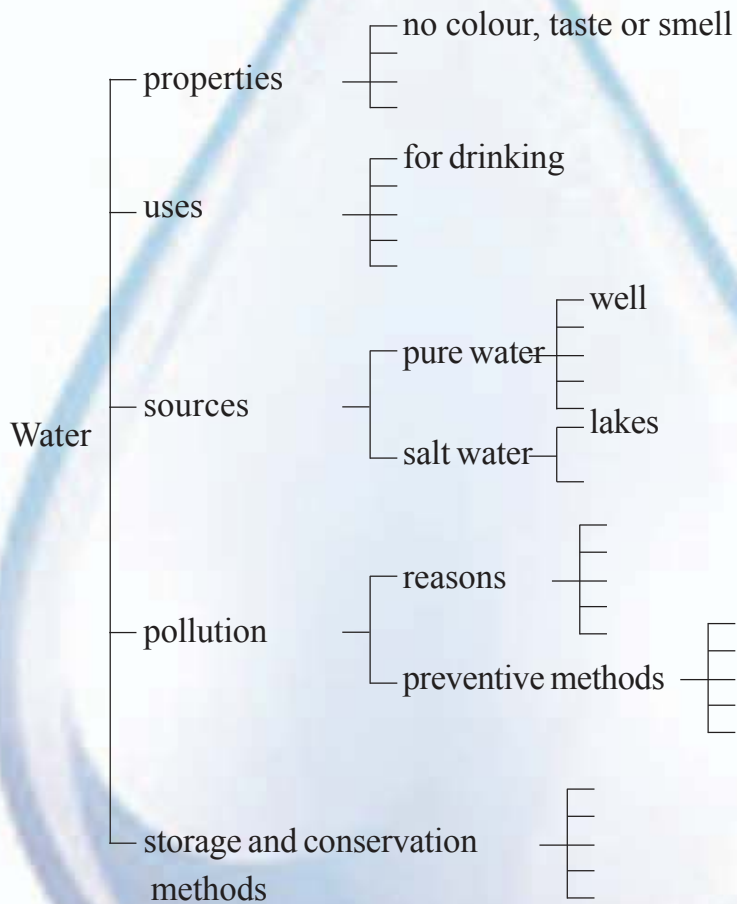 no colour, taste or smell
properties
for drinking
uses
well
pure water
sources
lakes
Water
salt water
reasons
pollution
preventive methods
storage and conservation
methods